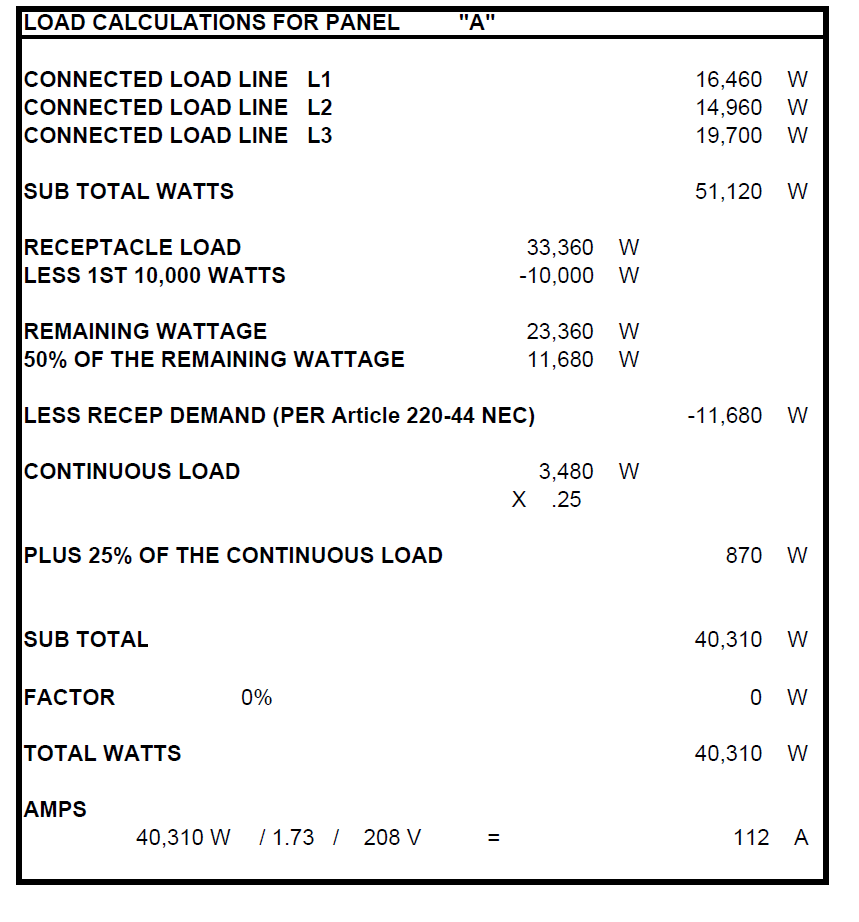 LOAD CALCULATIONS FOR PANEL "A"
CONNECTED LOAD LINE L1 16,460 W
CONNECTED LOAD LINE L2 14,960 W
CONNECTED LOAD LINE L3 19,700 W
SUB TOTAL WATTS 51,120 W
RECEPTACLE LOAD 33,360 W
LESS 1ST 10,000 WATTS -10,000 W
REMAINING WATTAGE 23,360 W
50% OF THE REMAINING WATTAGE 11,680 W
LESS RECEP DEMAND (PER Article 220-44 NEC) -11,680 W
CONTINUOUS LOAD 3,480 W
X .25
PLUS 25% OF THE CONTINUOUS LOAD 870 W
SUB TOTAL 40,310 W
FACTOR 0% 0 W
TOTAL WATTS 40,310 W
AMPS
40,310 W / 1.73 / 208 V = 112 A